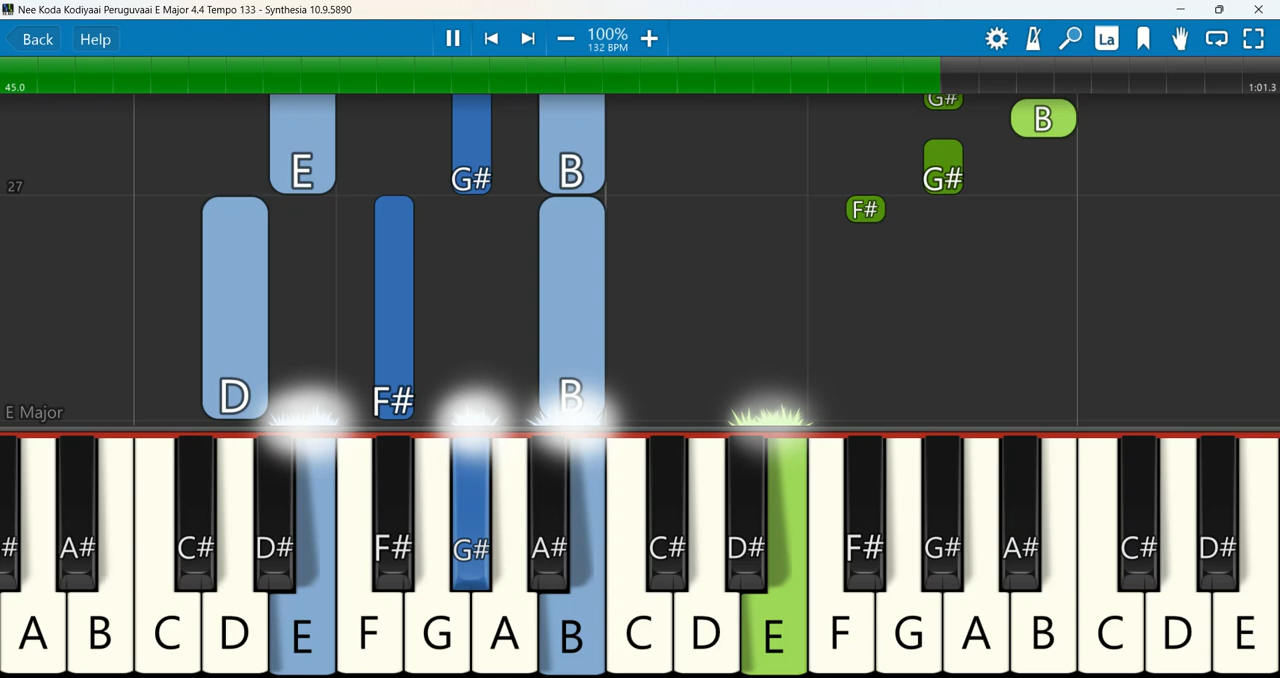 Nee Koda Kodiyaai Peruguvaai E Major 4.4 Tempo 133 - Synthesia 10.9.5890
Back Help 100% La
132 BPM
45.0 1:01.3
G#
B
E G# B G#
27
F#
D F# B
E Major
# A# C# D# F# G# A# C# D# F# G# A# C# D#
A B C D E F G A B C D E F G A B C D E